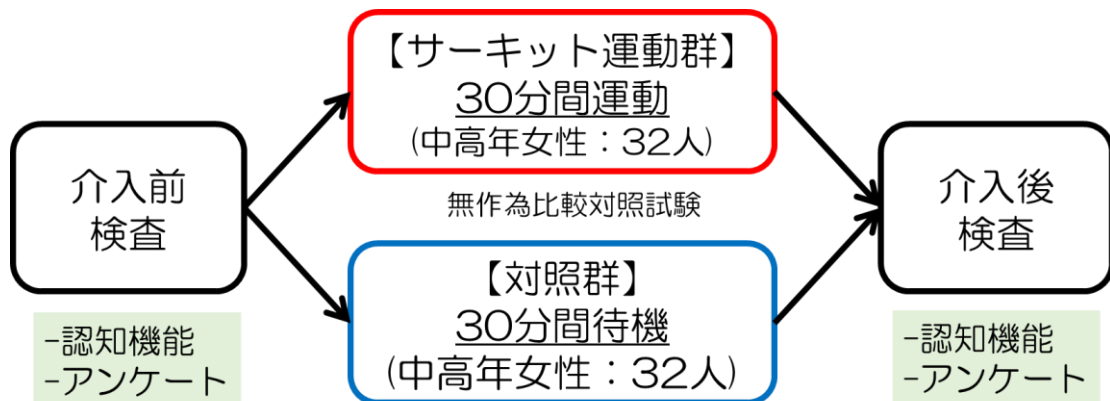 介入前
検査
-認知機能
-アンケート
【サーキット運動群】
30分間運動
(中高年女性：32人)
無作為比較対照試験
【対照群】
30分間待機
(中高年女性：32人)
介入後
検査
-認知機能
-アンケート